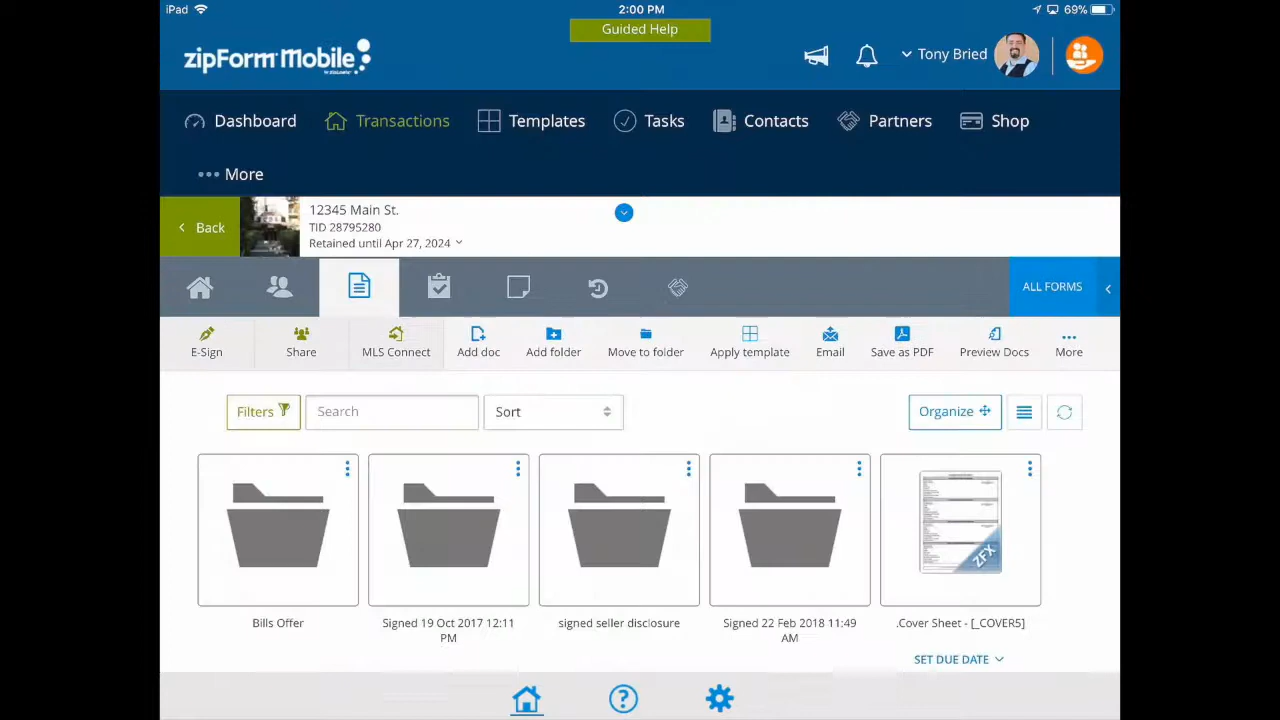 iPad
2:00 PM
69%
Guided Help
zipForm Mobile
Tony Bried
Dashboard
Transactions
Templates
Tasks
Contacts
Partners
Shop
More
Back
12345 Main St.
TID 28795280
Retained until Apr 27, 2024
ALL FORMS
E-Sign
Share
MLS Connect
Add doc
Add folder
Move to folder
Apply template
Email
Save as PDF
Preview Docs
More
Filters
Search
Sort
Organize
ZFX
Bills Offer
Signed 19 Oct 2017 12:11
PM
signed seller disclosure
Signed 22 Feb 2018 11:49
AM
.Cover Sheet - [_COVER5]
SET DUE DATE